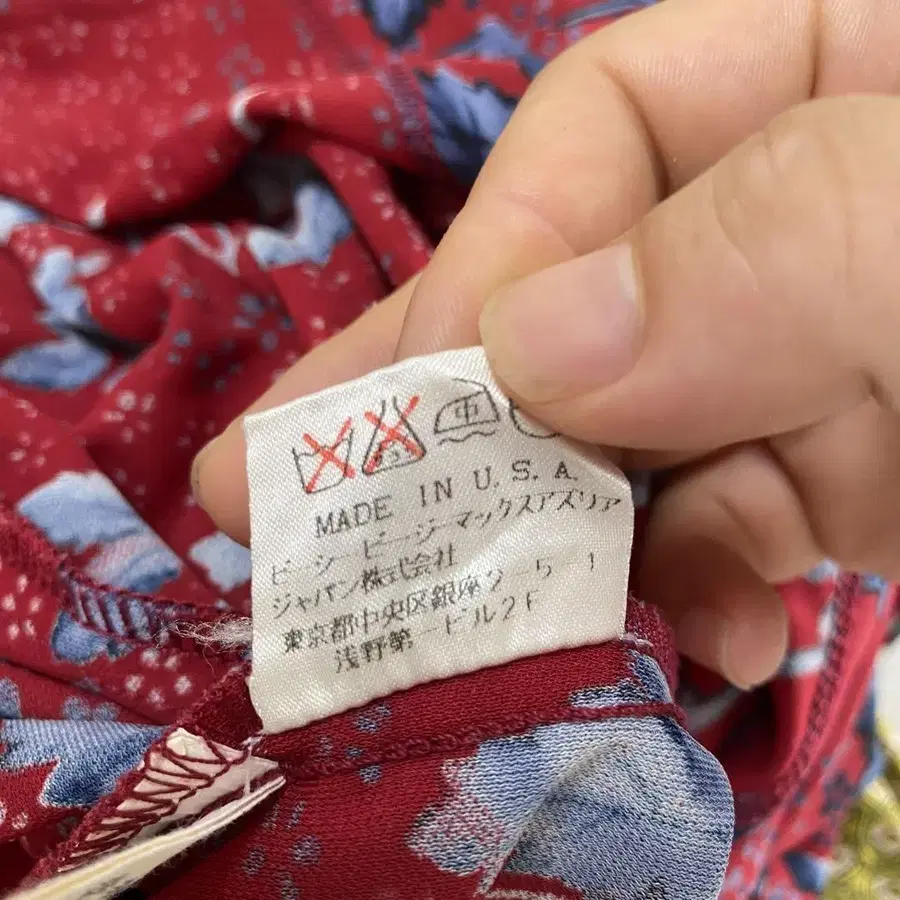 中
MADE IN U.S.A.
ビーシービージーマックスアズリア
ジャパン株式会社
東京都中央区銀座2-5-1
浅野第一ビル2F